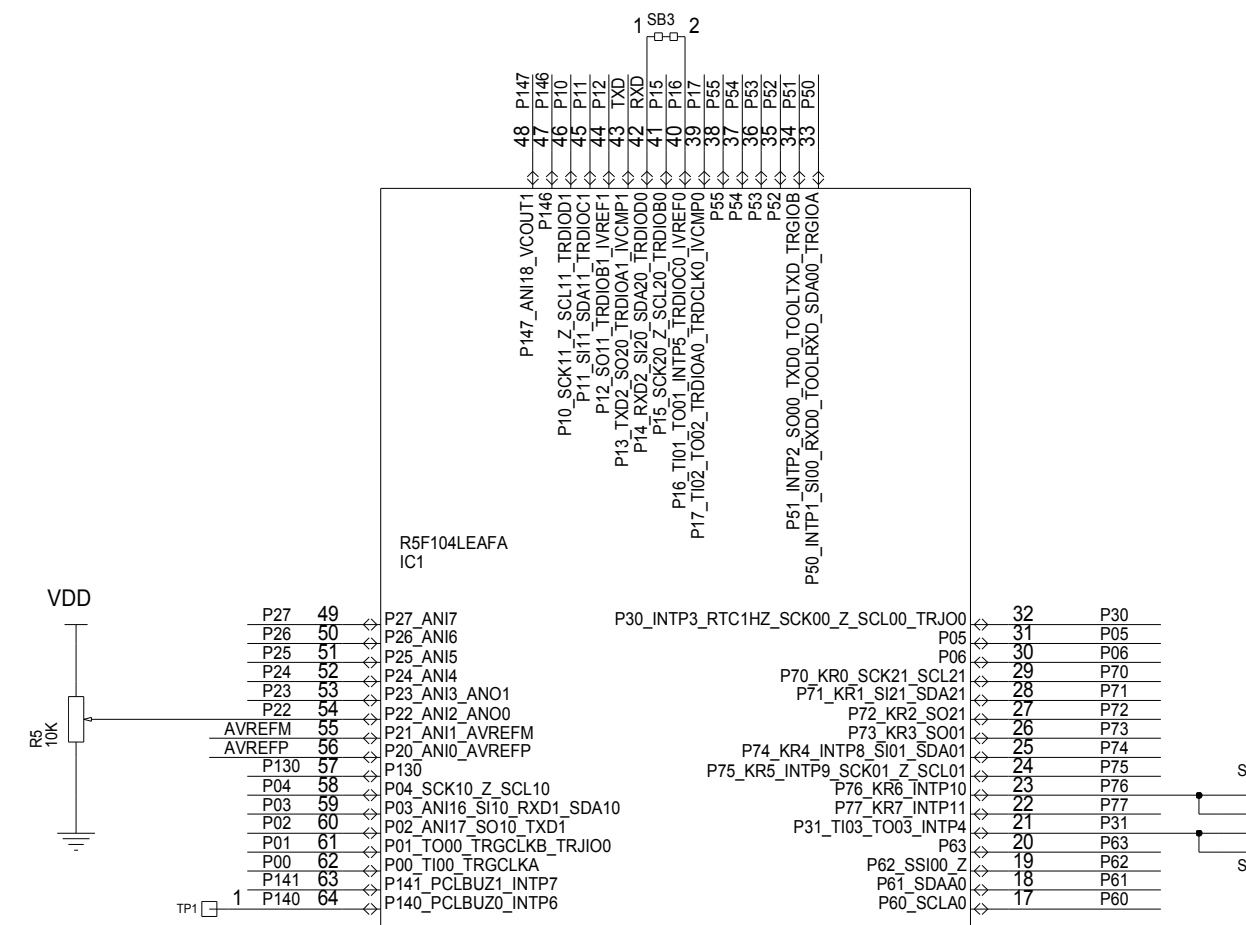 1 SB3 2
P147
P146
P10
P11
P12
TXD
RXD
P15
P16
P17
P55
P54
P53
P52
P51
P50
48
47
46
45
44
43
42
41
40
39
38
37
36
35
34
33
P147_ANI18_VCOUT1
P146
P10_SCK11_Z_SCL11_TRDIOD1
P11_SI11_SDA11_TRDIOC1
P12_SO11_TRDIOB1_IVREF1
P13_TXD2_SO20_TRDIOA1_IVCMP1
P14_RXD2_SI20_SDA20_TRDIOD0
P15_SCK20_Z_SCL20_TRDIOB0
P16_TI01_TO01_INTP5_TRDIOC0_IVREF0
P17_TI02_TO02_TRDIOA0_TRDCLK0_IVCMP0
P55
P54
P53
P52
P51_INTP2_SO00_TXD0_TOOLTXD_TRGIOB
P50_INTP1_SI00_RXD0_TOOLRXD_SDA00_TRGIOA
R5F104LEAFA
IC1
VDD
R5
10K
P27 49 P27_ANI7
P26 50 P26_ANI6
P25 51 P25_ANI5
P24 52 P24_ANI4
P23 53 P23_ANI3_ANO1
P22 54 P22_ANI2_ANO0
AVREFM 55 P21_ANI1_AVREFM
AVREFP 56 P20_ANI0_AVREFP
P130 57 P130
P04 58 P04_SCK10_Z_SCL10
P03 59 P03_ANI16_SI10_RXD1_SDA10
P02 60 P02_ANI17_SO10_TXD1
P01 61 P01_TO00_TRGCLKB_TRJIO0
P00 62 P00_TI00_TRGCLKA
P141 63 P141_PCLBUZ1_INTP7
TP1 1 P140 64 P140_PCLBUZ0_INTP6
P30_INTP3_RTC1HZ_SCK00_Z_SCL00_TRJO0 32 P30
P05 31 P05
P06 30 P06
P70_KR0_SCK21_SCL21 29 P70
P71_KR1_SI21_SDA21 28 P71
P72_KR2_SO21 27 P72
P73_KR3_SO01 26 P73
P74_KR4_INTP8_SI01_SDA01 25 P74
P75_KR5_INTP9_SCK01_Z_SCL01 24 P75
S
P76_KR6_INTP10 23 P76
P77_KR7_INTP11 22 P77
P31_TI03_TO03_INTP4 21 P31
P63 20 P63
P62_SSI00_Z 19 P62
S
P61_SDAA0 18 P61
P60_SCLA0 17 P60